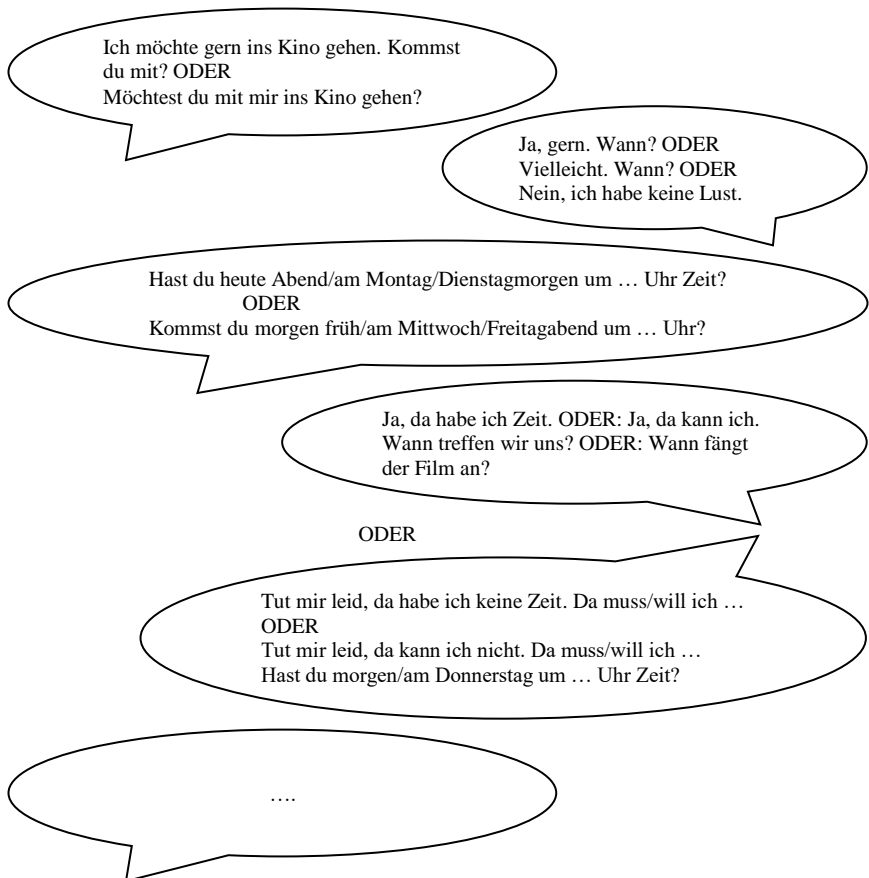 Ich möchte gern ins Kino gehen. Kommst
du mit? ODER
Möchtest du mit mir ins Kino gehen?
Ja, gern. Wann? ODER
Vielleicht. Wann? ODER
Nein, ich habe keine Lust.
Hast du heute Abend/am Montag/Dienstagmorgen um … Uhr Zeit?
ODER
Kommst du morgen früh/am Mittwoch/Freitagabend um … Uhr?
Ja, da habe ich Zeit. ODER: Ja, da kann ich.
Wann treffen wir uns? ODER: Wann fängt
der Film an?
ODER
Tut mir leid, da habe ich keine Zeit. Da muss/will ich …
ODER
Tut mir leid, da kann ich nicht. Da muss/will ich …
Hast du morgen/am Donnerstag um … Uhr Zeit?
….